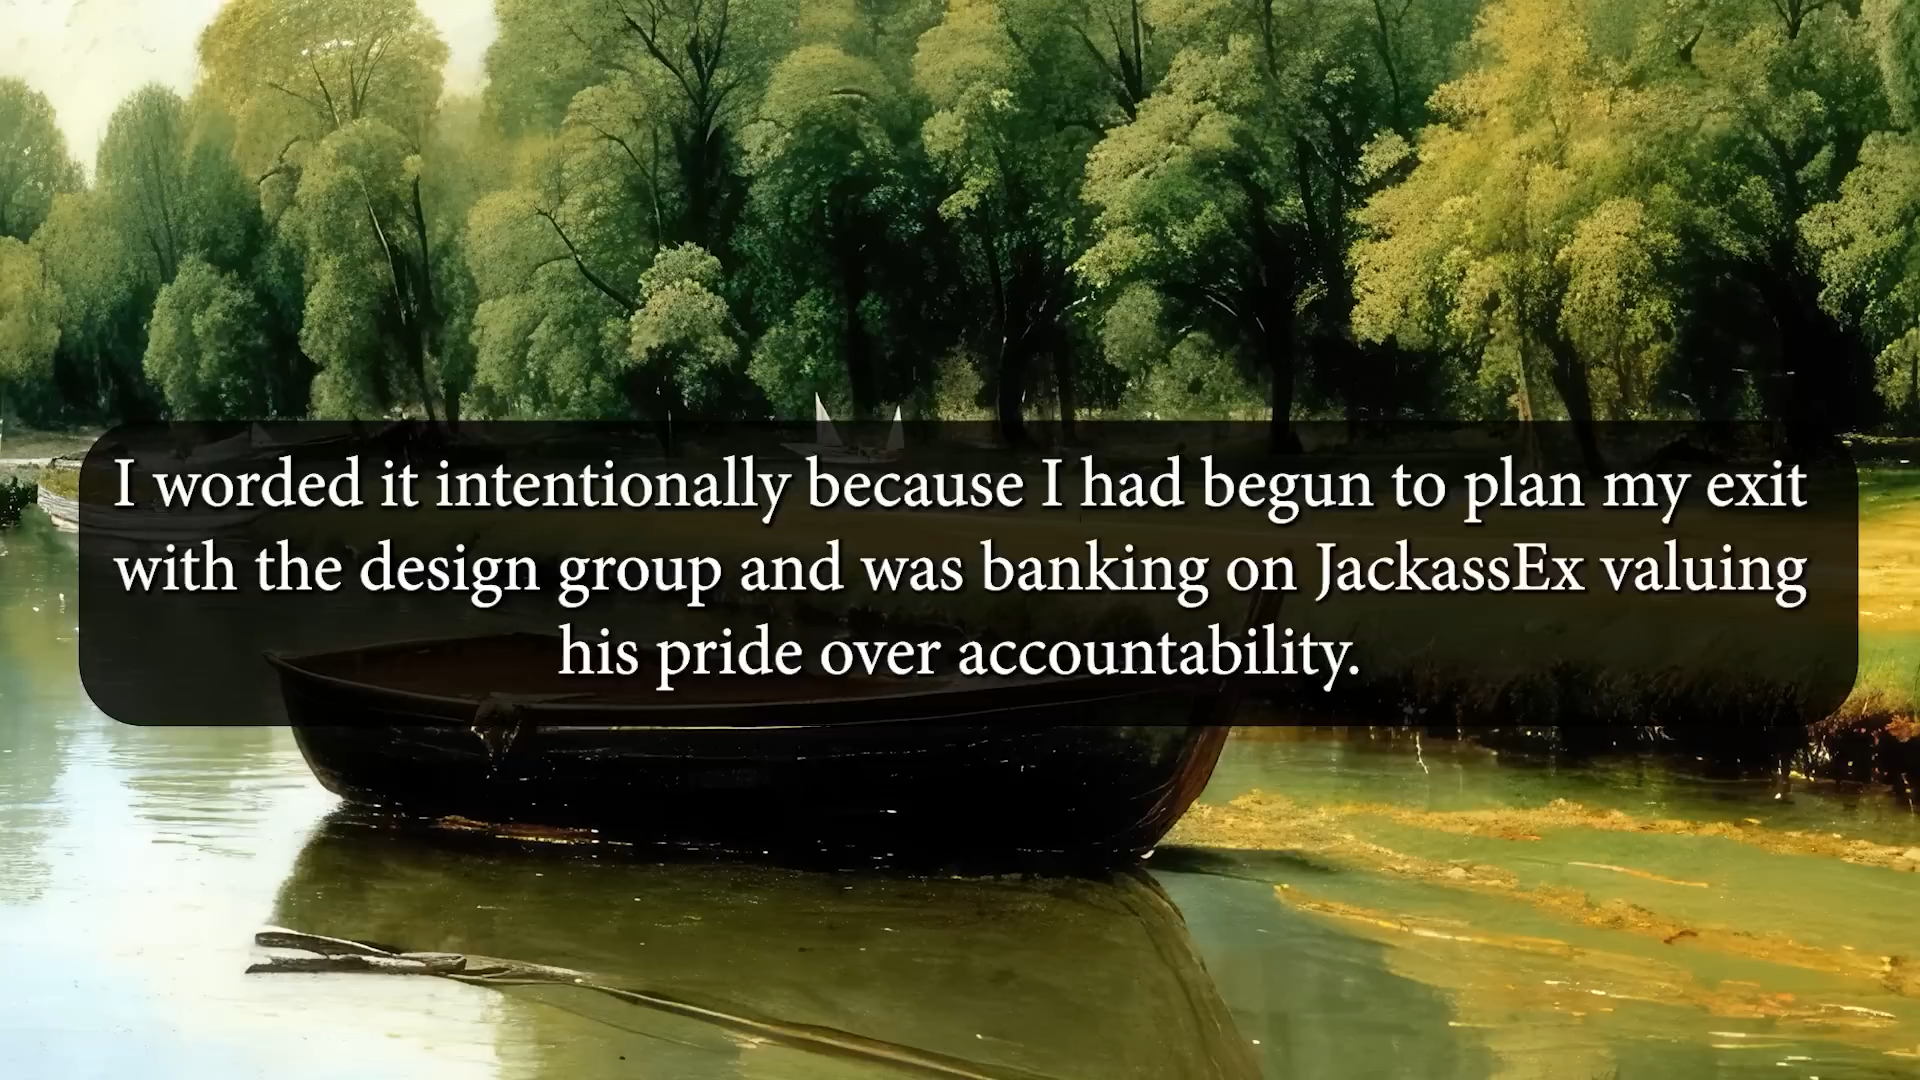 I worded it intentionally because I had begun to plan my exit
with the design group and was banking on JackassEx valuing
his pride over accountability.